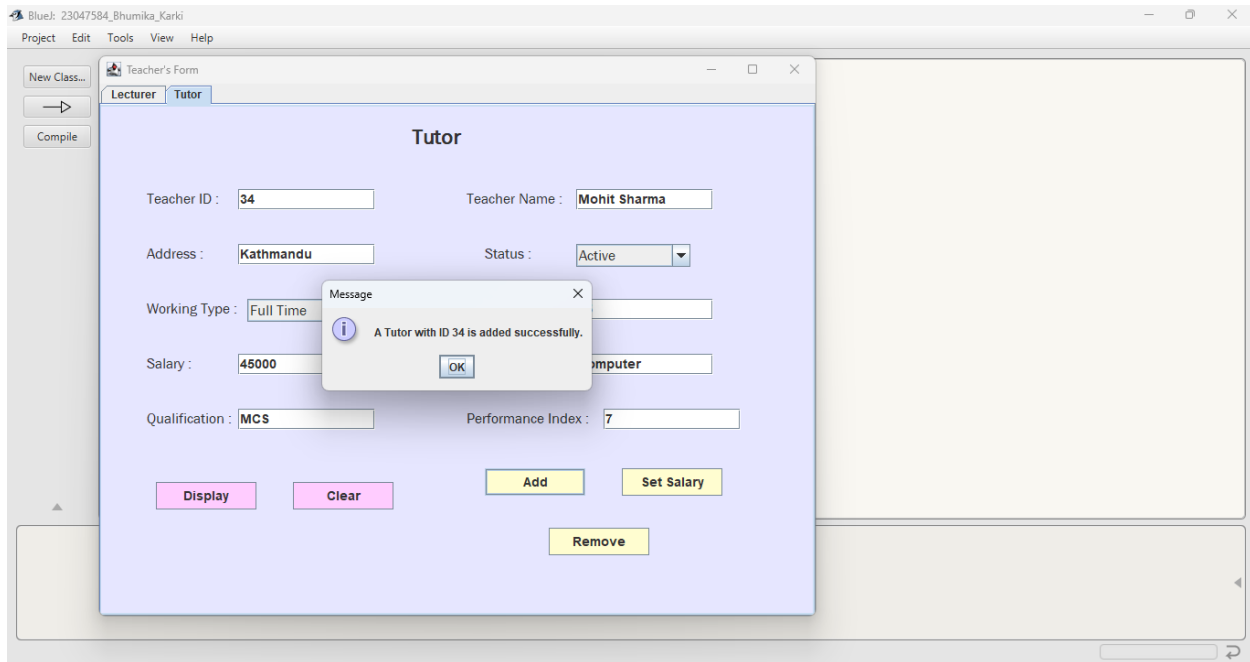 BlueJ: 23047584_Bhumika_Karki
Project Edit Tools View Help
New Class...
Compile
Teacher's Form
Lecturer Tutor
Tutor
Teacher ID : 34 Teacher Name : Mohit Sharma
Address : Kathmandu Status : Active
Working Type : Full Time
Message
A Tutor with ID 34 is added successfully.
OK
Salary : 45000
Qualification : MCS Performance Index : 7
Display Clear Add Set Salary
Remove